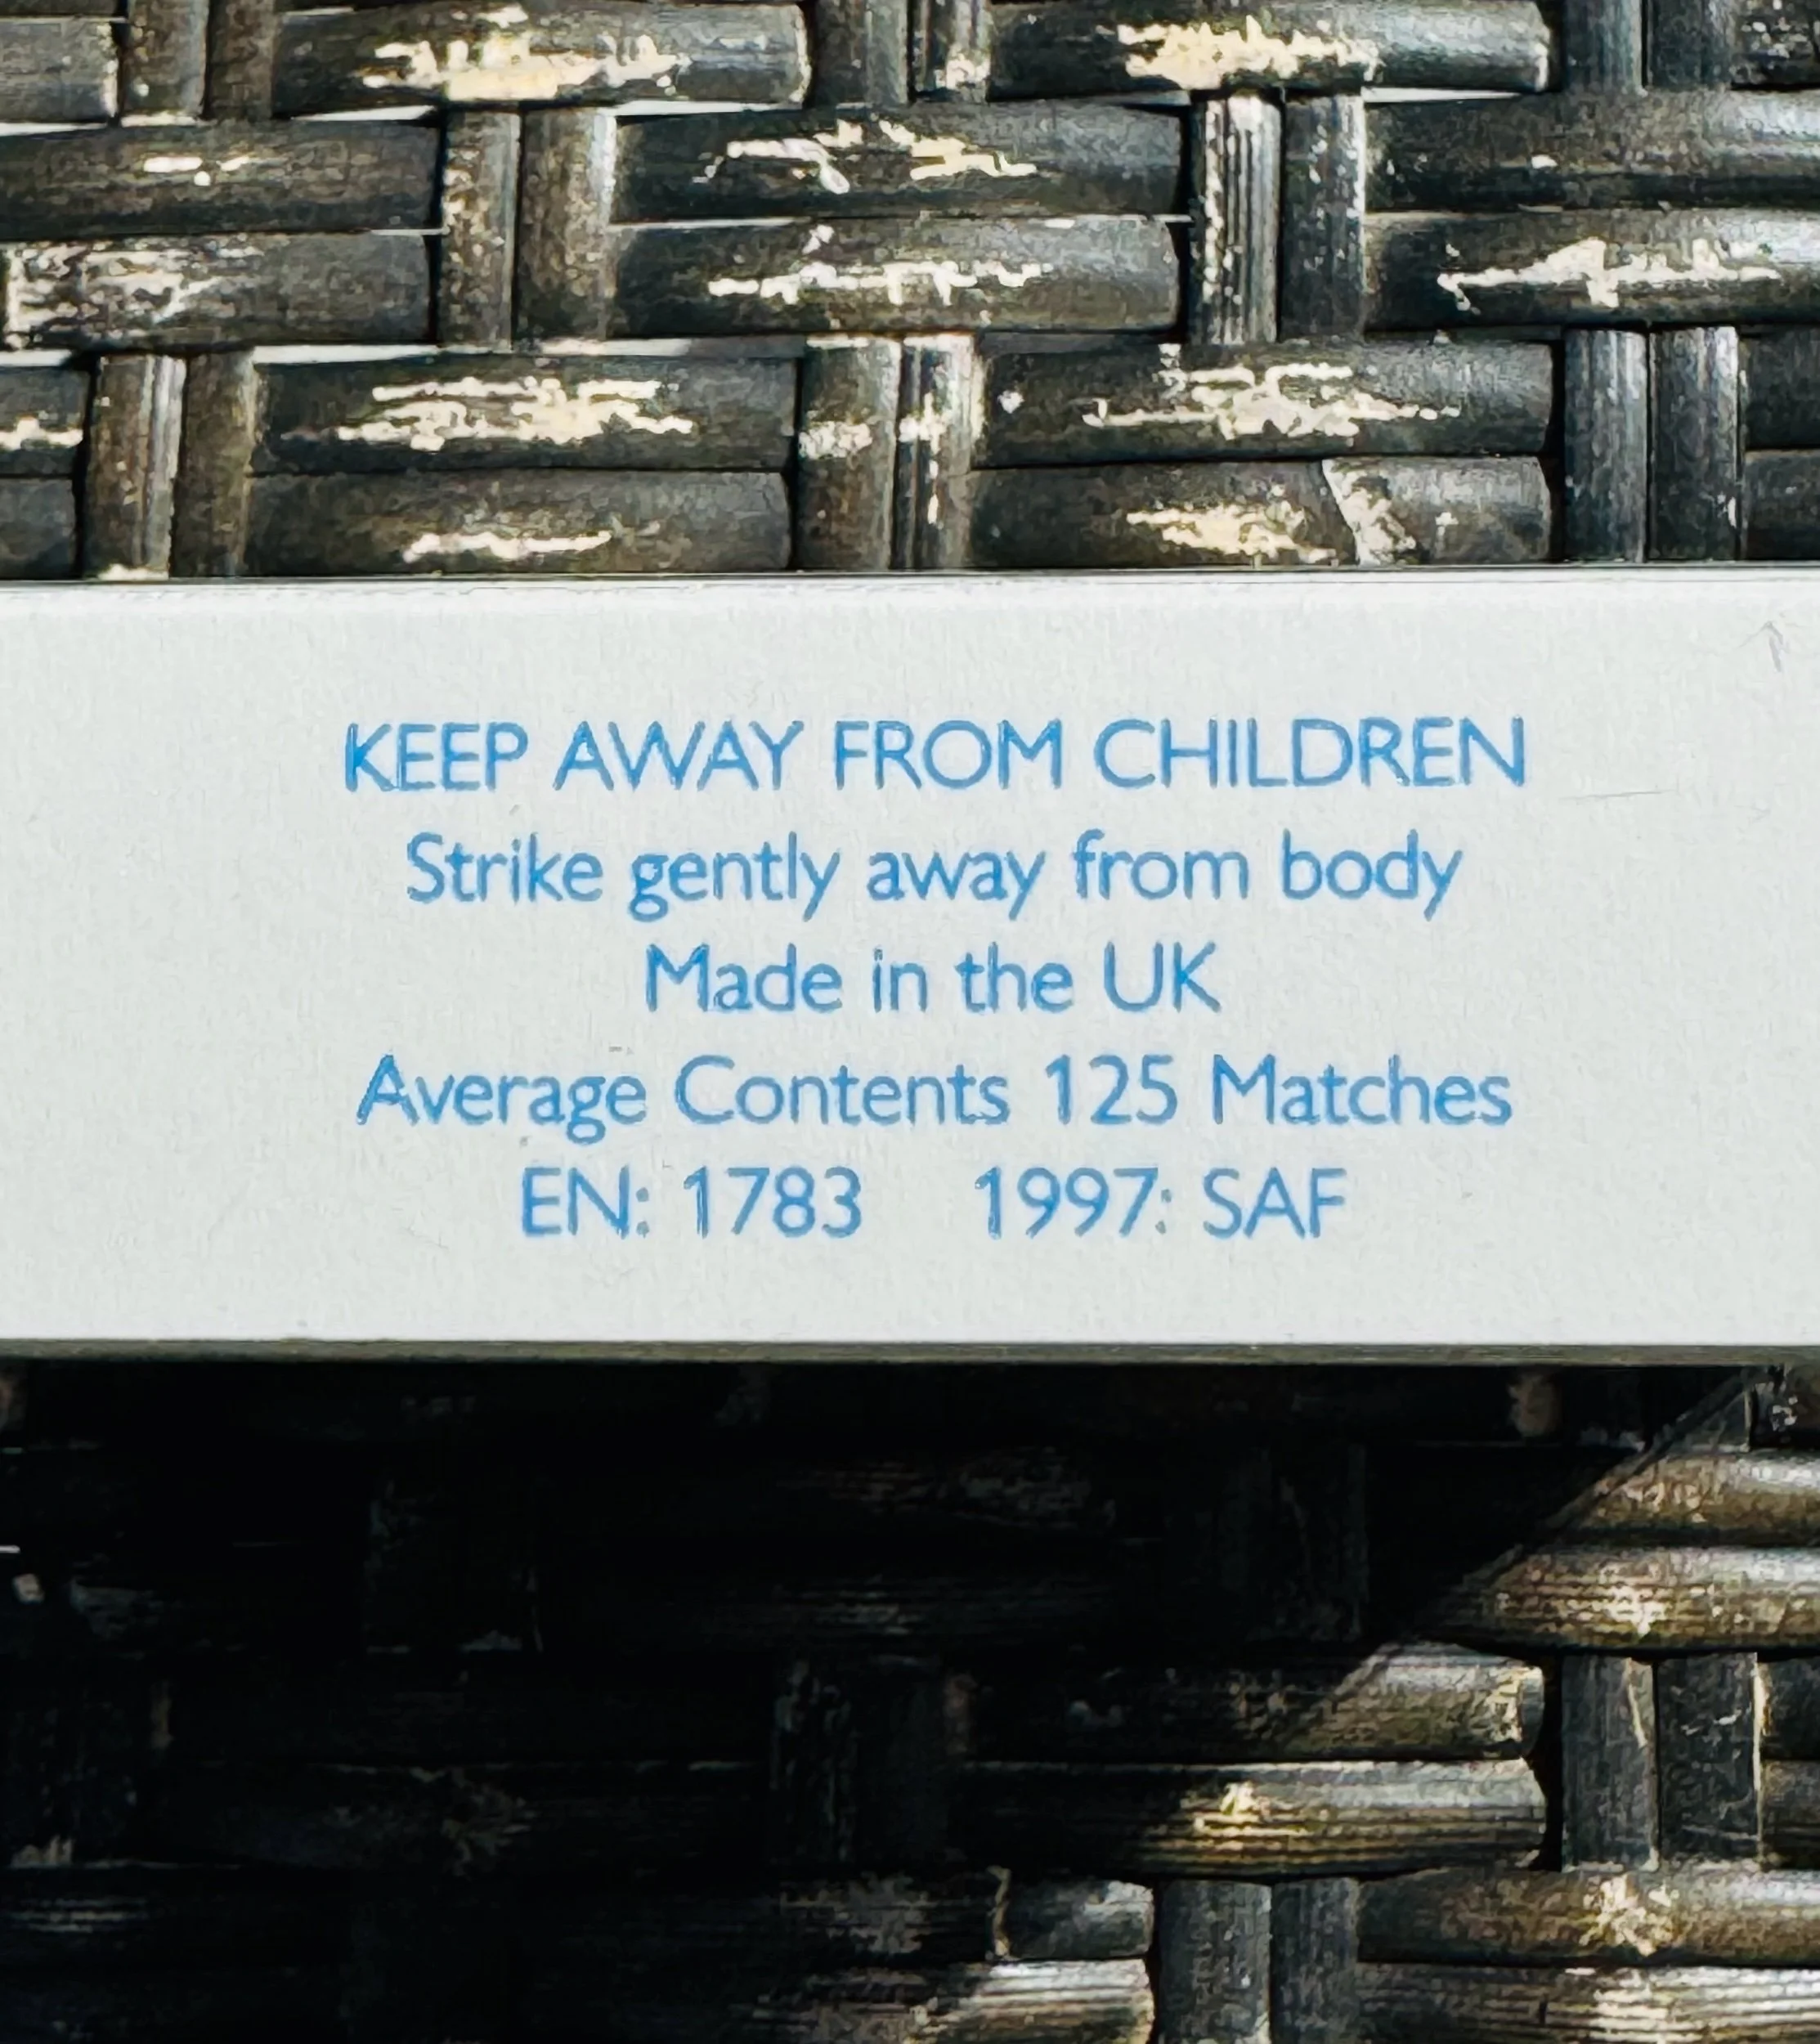 KEEP AWAY FROM CHILDREN
Strike gently away from body
Made in the UK
Average Contents 125 Matches
EN: 1783 1997: SAF